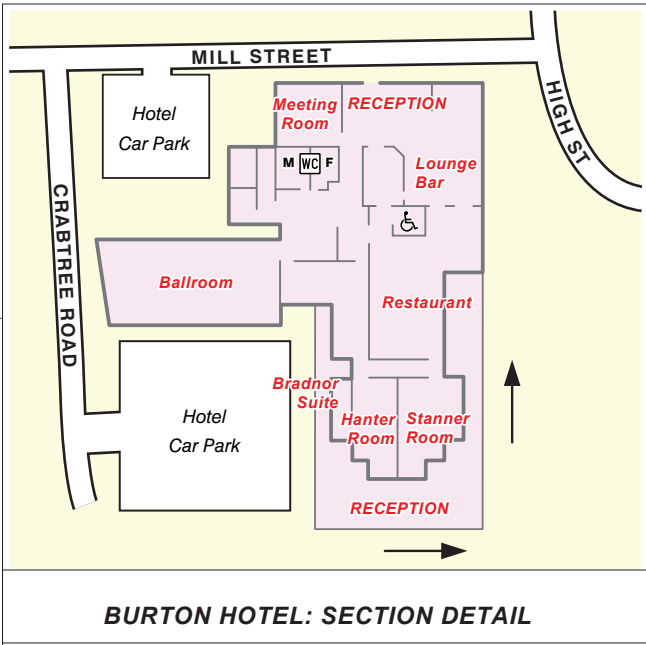 MILL STREET
HIGH ST
Hotel
Car Park
Meeting
Room
RECEPTION
M WC F
Lounge
Bar
CRABTREE ROAD
Ballroom
Restaurant
Bradnor
Suite
Hotel
Car Park
Hanter
Room
Stanner
Room
RECEPTION
BURTON HOTEL: SECTION DETAIL